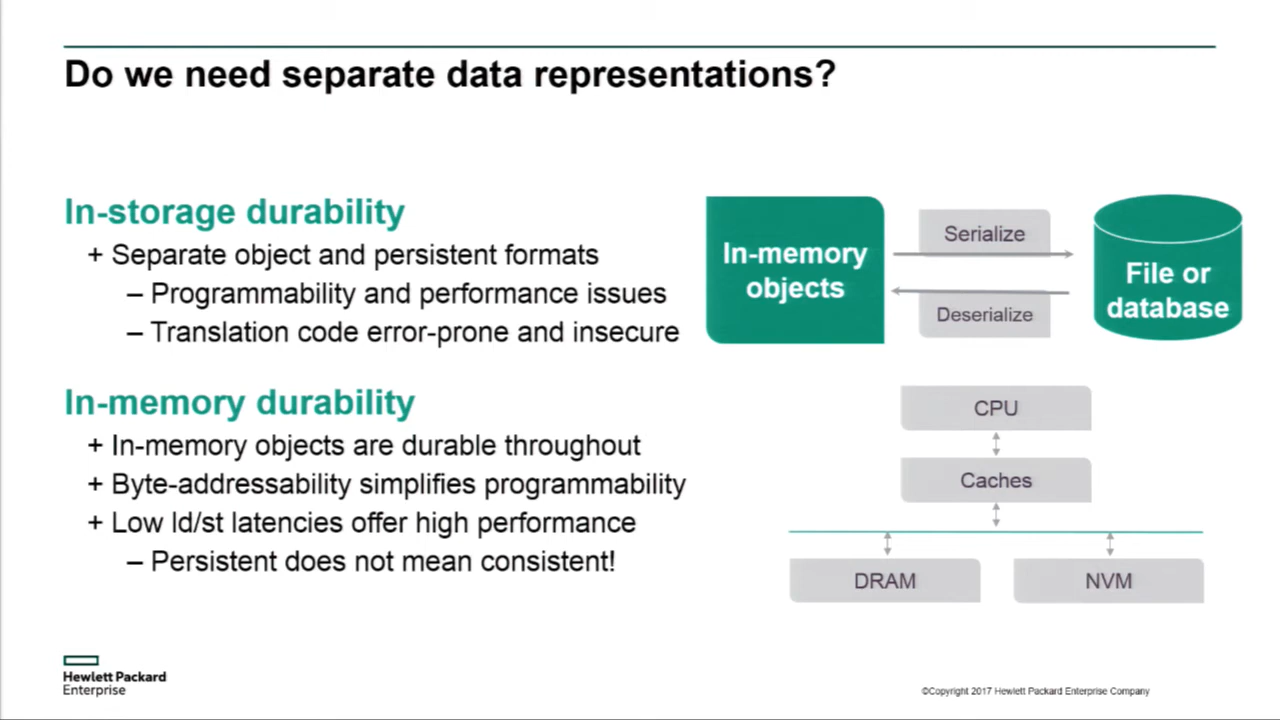 Do we need separate data representations?
In-storage durability
+ Separate object and persistent formats
– Programmability and performance issues
– Translation code error-prone and insecure
In-memory
objects
Serialize
Deserialize
File or
database
In-memory durability
+ In-memory objects are durable throughout
+ Byte-addressability simplifies programmability
+ Low ld/st latencies offer high performance
– Persistent does not mean consistent!
CPU
Caches
DRAM
NVM
Hewlett Packard
Enterprise
©Copyright 2017 Hewlett Packard Enterprise Company